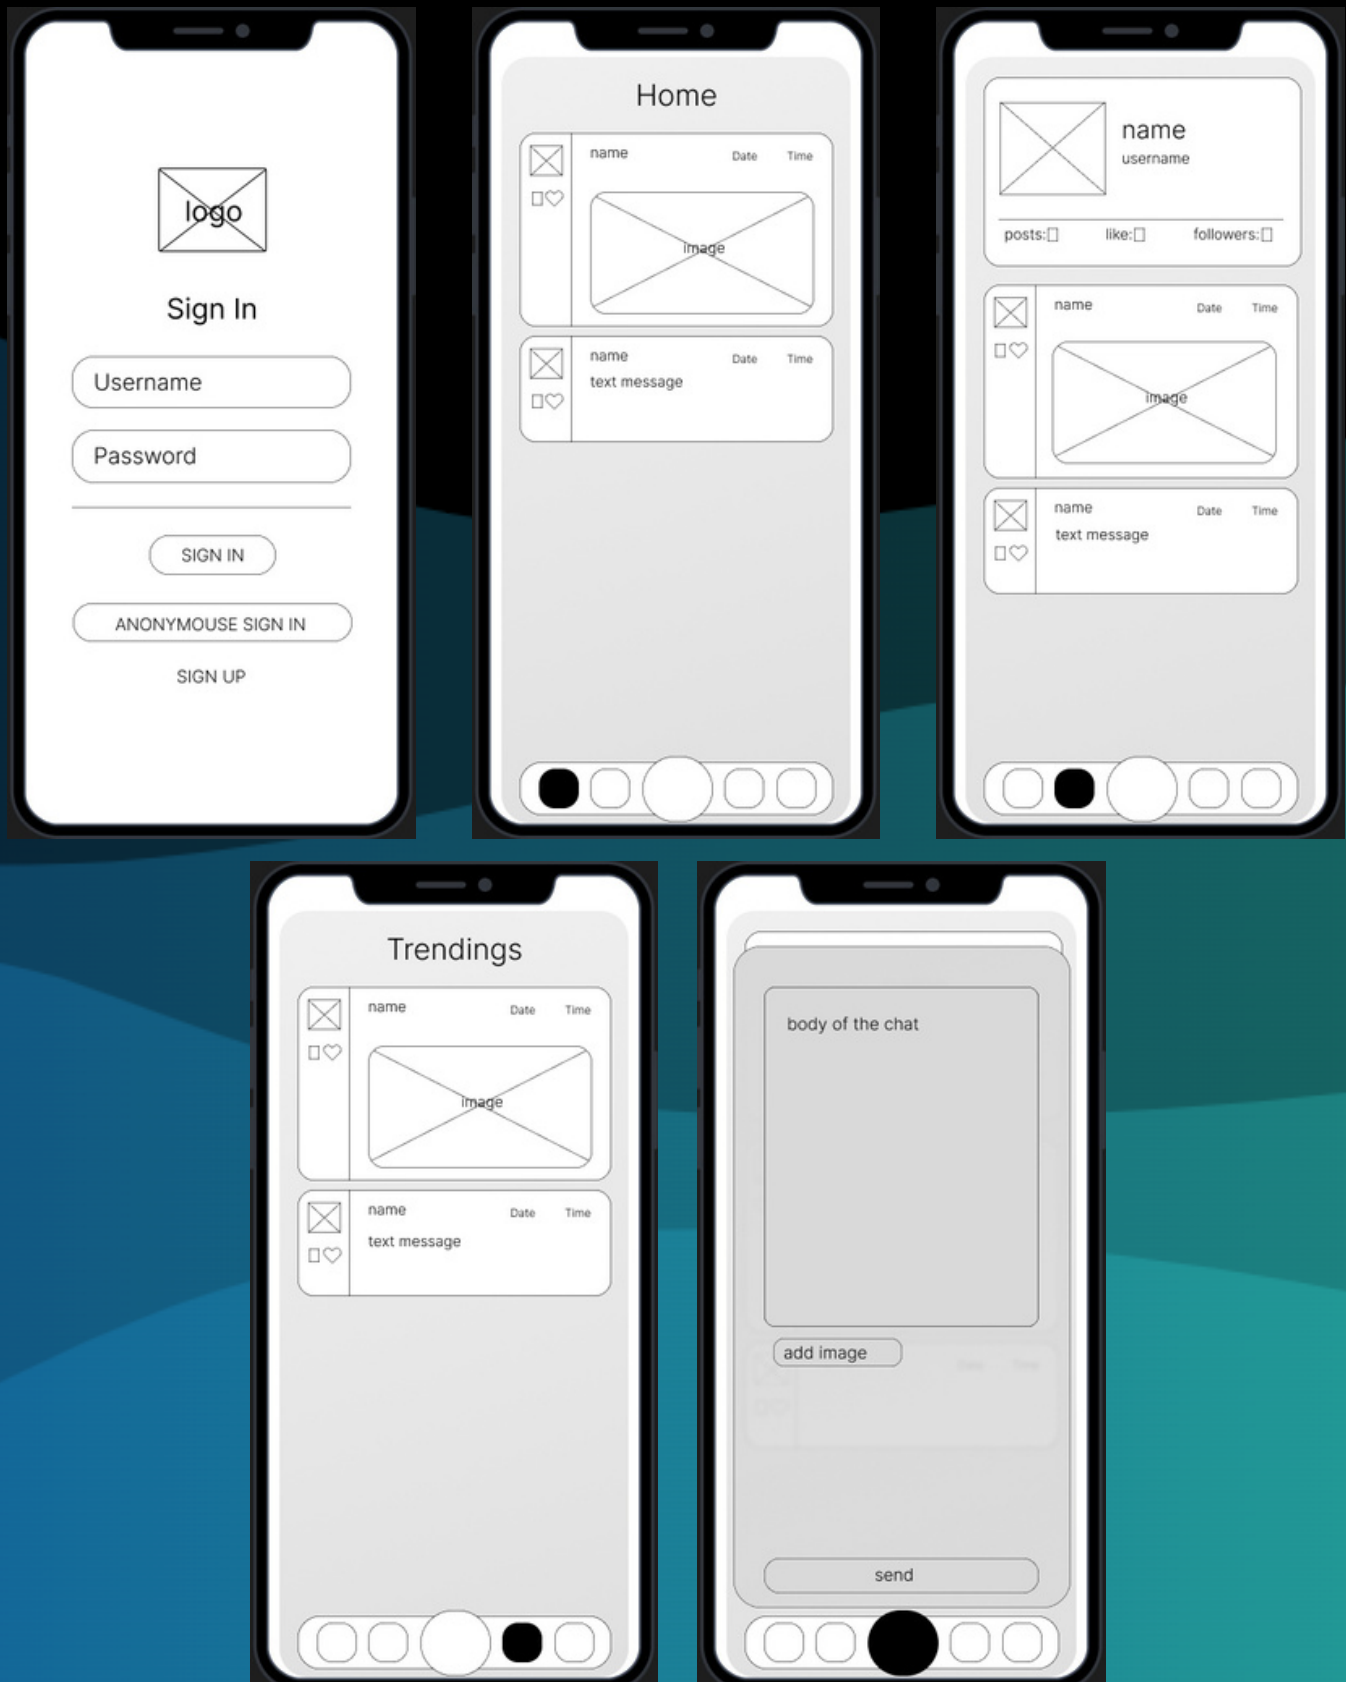 logo
Sign In
Username
Password
SIGN IN
ANONYMOUSE SIGN IN
SIGN UP
Home
name Date Time
image
name Date Time
text message
name
username
posts: like: followers:
name Date Time
image
name Date Time
text message
Trendings
name Date Time
image
name Date Time
text message
body of the chat
add image
Date Time
send